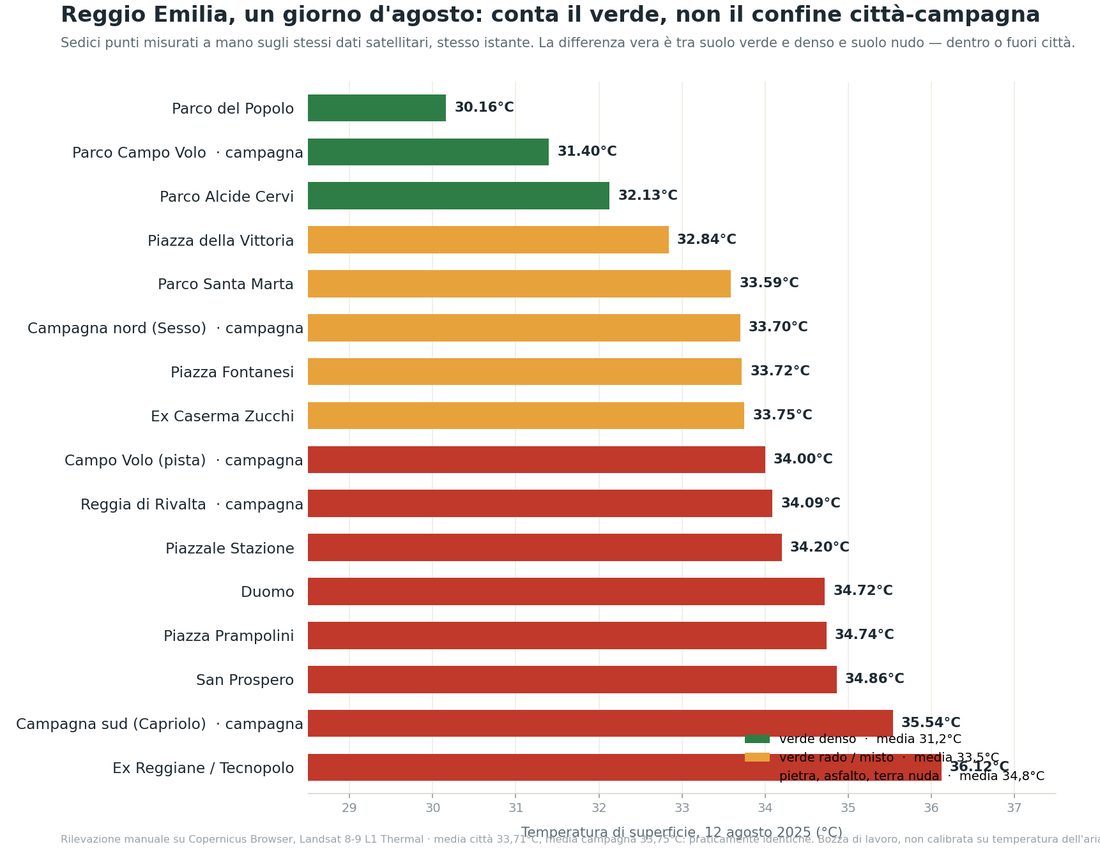 Reggio Emilia, un giorno d'agosto: conta il verde, non il confine città-campagna
Sedici punti misurati a mano sugli stessi dati satellitari, stesso istante. La differenza vera è tra suolo verde e denso e suolo nudo — dentro o fuori città.
Parco del Popolo 30.16°C
Parco Campo Volo · campagna 31.40°C
Parco Alcide Cervi 32.13°C
Piazza della Vittoria 32.84°C
Parco Santa Marta 33.59°C
Campagna nord (Sesso) · campagna 33.70°C
Piazza Fontanesi 33.72°C
Ex Caserma Zucchi 33.75°C
Campo Volo (pista) · campagna 34.00°C
Reggia di Rivalta · campagna 34.09°C
Piazzale Stazione 34.20°C
Duomo 34.72°C
Piazza Prampolini 34.74°C
San Prospero 34.86°C
Campagna sud (Capriolo) · campagna 35.54°C
verde denso · media 31,2°C
verde rado / misto · media 33,5°C
Ex Reggiane / Tecnopolo 36.12°C
pietra, asfalto, terra nuda · media 34,8°C
29 30 31 32 33 34 35 36 37
Temperatura di superficie, 12 agosto 2025 (°C)
Rilevazione manuale su Copernicus Browser, Landsat 8-9 L1 Thermal · media città 33,71°C, media campagna 33,75°C: praticamente identiche. Bozza di lavoro, non calibrata su temperatura dell'aria